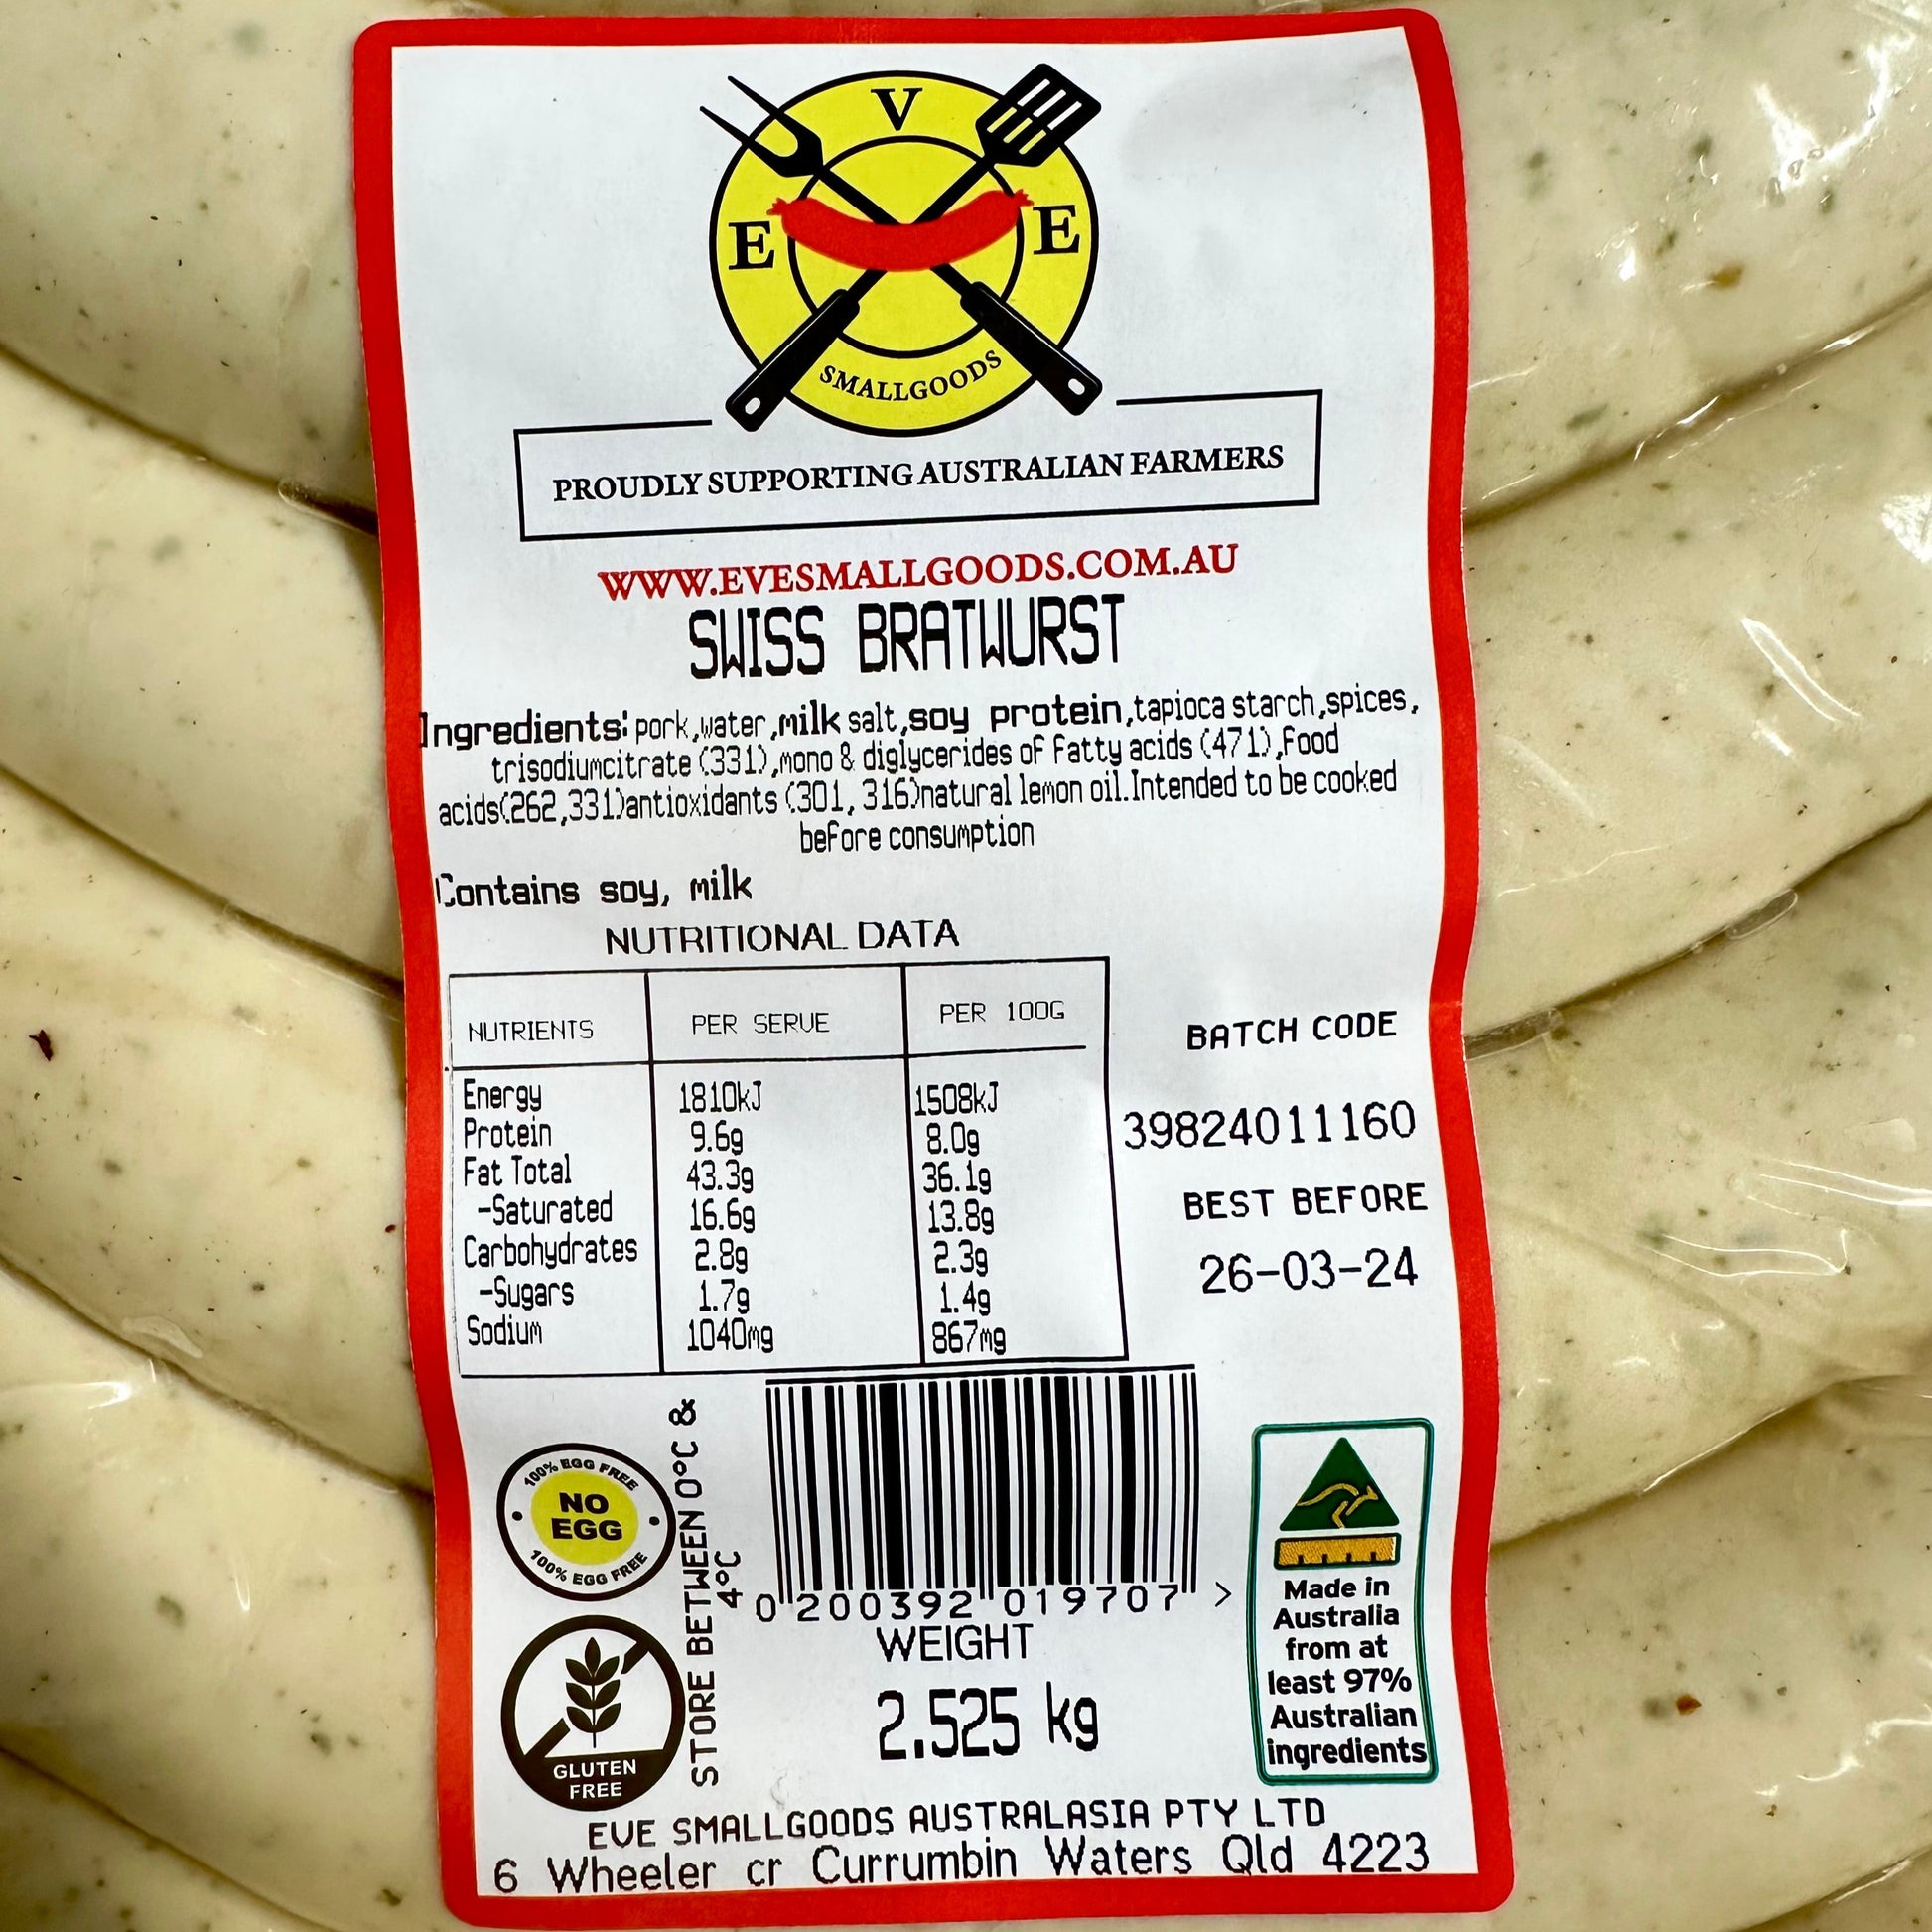 V
E E
SMALLGOODS
PROUDLY SUPPORTING AUSTRALIAN FARMERS
WWW.EVESMALLGOODS.COM.AU
SWISS BRATWURST
Ingredients: pork,water,milk salt,soy protein,tapioca starch,spices,
trisodiumcitrate (331),mono & diglycerides of fatty acids (471),food
acids(262,331)antioxidants (301, 316)natural lemon oil.Intended to be cooked
before consumption
Contains soy, milk
NUTRITIONAL DATA
NUTRIENTS PER SERVE PER 100G
Energy 1810kJ 1508kJ
Protein 9.6g 8.0g
Fat Total 43.3g 36.1g
-Saturated 16.6g 13.8g
Carbohydrates 2.8g 2.3g
-Sugars 1.7g 1.4g
Sodium 1040mg 867mg
BATCH CODE
39824011160
BEST BEFORE
26-03-24
100% EGG FREE
NO
EGG
100% EGG FREE
GLUTEN
FREE
STORE BETWEEN 0°C &
4°C
0 200392 019707 >
WEIGHT
2.525 kg
Made in
Australia
from at
least 97%
Australian
ingredients
EVE SMALLGOODS AUSTRALASIA PTY LTD
6 Wheeler cr Currumbin Waters Qld 4223